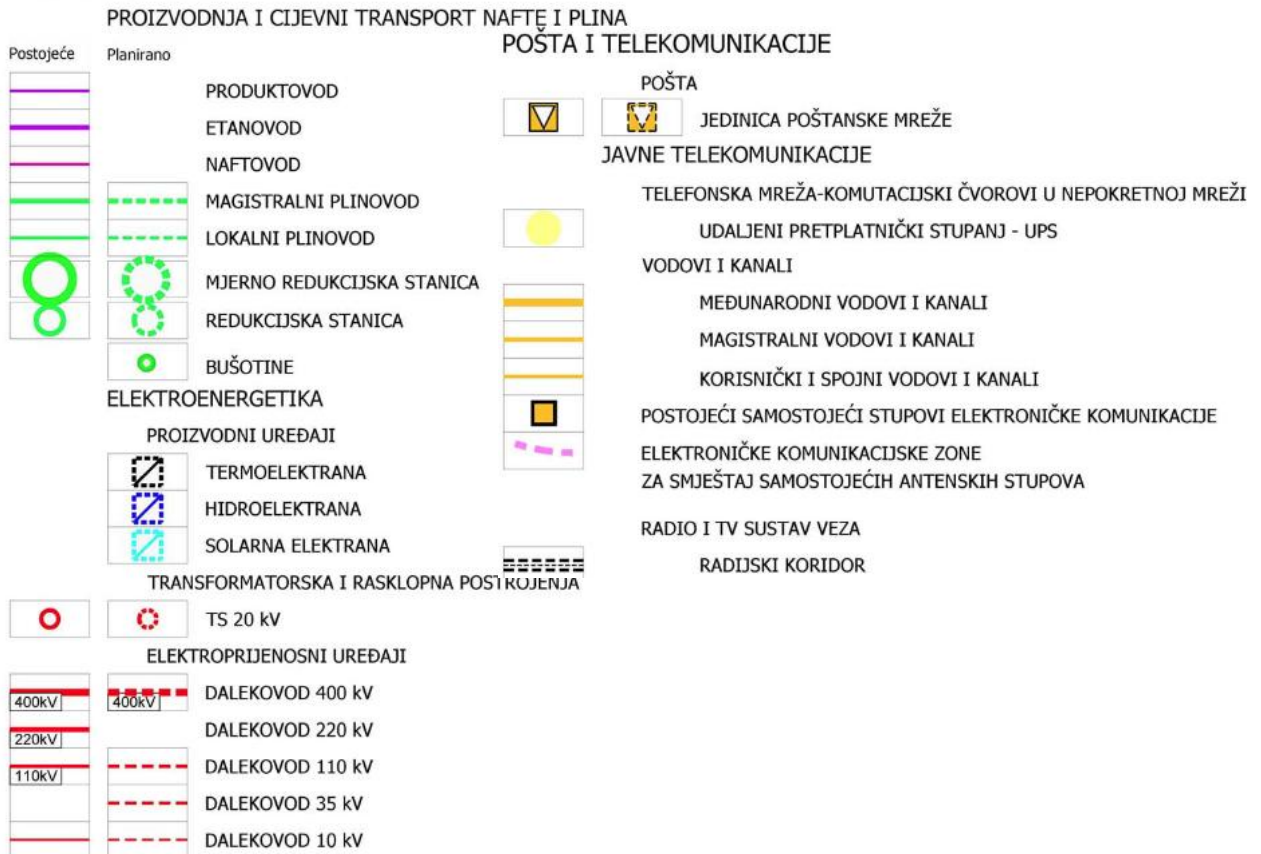 PROIZVODNJA I CIJEVNI TRANSPORT NAFTE I PLINA
Postojeće
Planirano
PRODUKTOVOD
ETANOVOD
NAFTOVOD
MAGISTRALNI PLINOVOD
LOKALNI PLINOVOD
MJERNO REDUKCIJSKA STANICA
REDUKCIJSKA STANICA
BUŠOTINE
ELEKTROENERGETIKA
PROIZVODNI UREĐAJI
TERMOELEKTRANA
HIDROELEKTRANA
SOLARNA ELEKTRANA
TRANSFORMATORSKA I RASKLOPNA POSTROJENJA
TS 20 kV
ELEKTROPRIJENOSNI UREĐAJI
400kV
400kV
DALEKOVOD 400 kV
220kV
DALEKOVOD 220 kV
110kV
DALEKOVOD 110 kV
DALEKOVOD 35 kV
DALEKOVOD 10 kV
POŠTA I TELEKOMUNIKACIJE
POŠTA
JEDINICA POŠTANSKE MREŽE
JAVNE TELEKOMUNIKACIJE
TELEFONSKA MREŽA-KOMUTACIJSKI ČVOROVI U NEPOKRETNOJ MREŽI
UDALJENI PRETPLATNIČKI STUPANJ - UPS
VODOVI I KANALI
MEĐUNARODNI VODOVI I KANALI
MAGISTRALNI VODOVI I KANALI
KORISNIČKI I SPOJNI VODOVI I KANALI
POSTOJEĆI SAMOSTOJEĆI STUPOVI ELEKTRONIČKE KOMUNIKACIJE
ELEKTRONIČKE KOMUNIKACIJSKE ZONE
ZA SMJEŠTAJ SAMOSTOJEĆIH ANTENSKIH STUPOVA
RADIO I TV SUSTAV VEZA
RADIJSKI KORIDOR